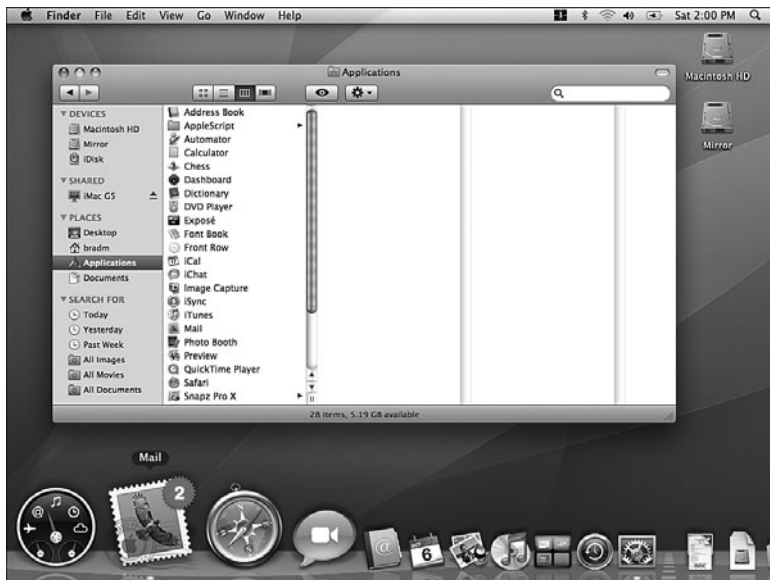 Finder File Edit View Go Window Help Sat 2:00 PM
Applications
Macintosh HD
Mirror
DEVICES
Macintosh HD
Mirror
iDisk
SHARED
iMac G5
PLACES
Desktop
bradm
Applications
Documents
SEARCH FOR
Today
Yesterday
Past Week
All Images
All Movies
All Documents
Address Book
AppleScript
Automator
Calculator
Chess
Dashboard
Dictionary
DVD Player
Exposé
Font Book
Front Row
iCal
iChat
Image Capture
iSync
iTunes
Mail
Photo Booth
Preview
QuickTime Player
Safari
Snapz Pro X
28 items, 5.19 GB available
Mail
2
@
@
6
DOC